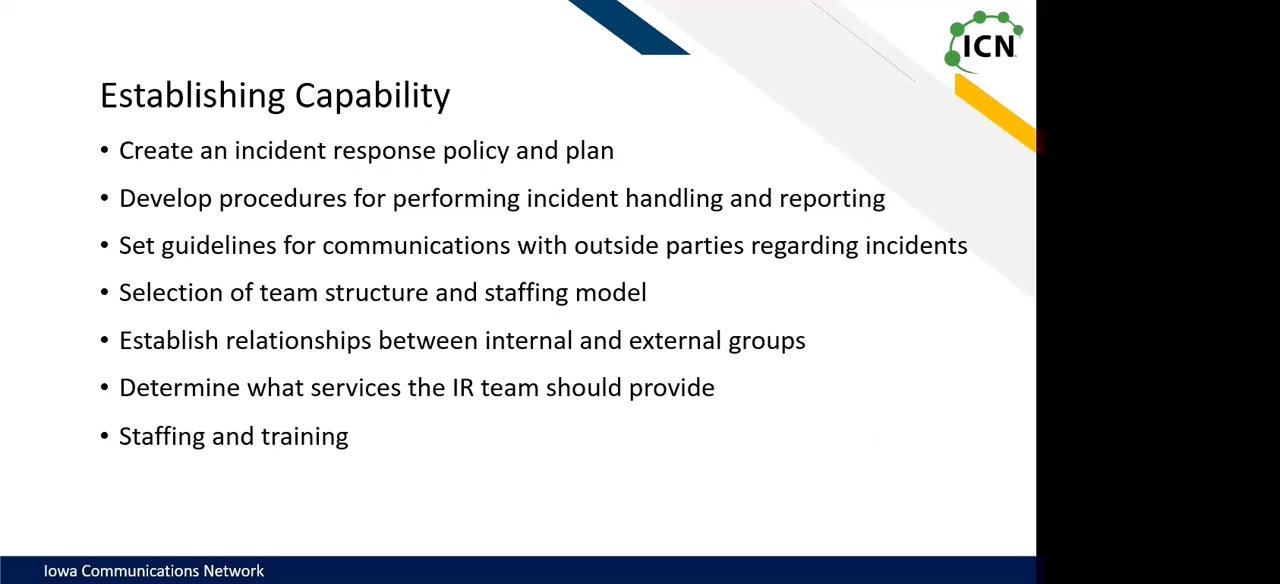 ICN
Establishing Capability
• Create an incident response policy and plan
• Develop procedures for performing incident handling and reporting
• Set guidelines for communications with outside parties regarding incidents
• Selection of team structure and staffing model
• Establish relationships between internal and external groups
• Determine what services the IR team should provide
• Staffing and training
Iowa Communications Network